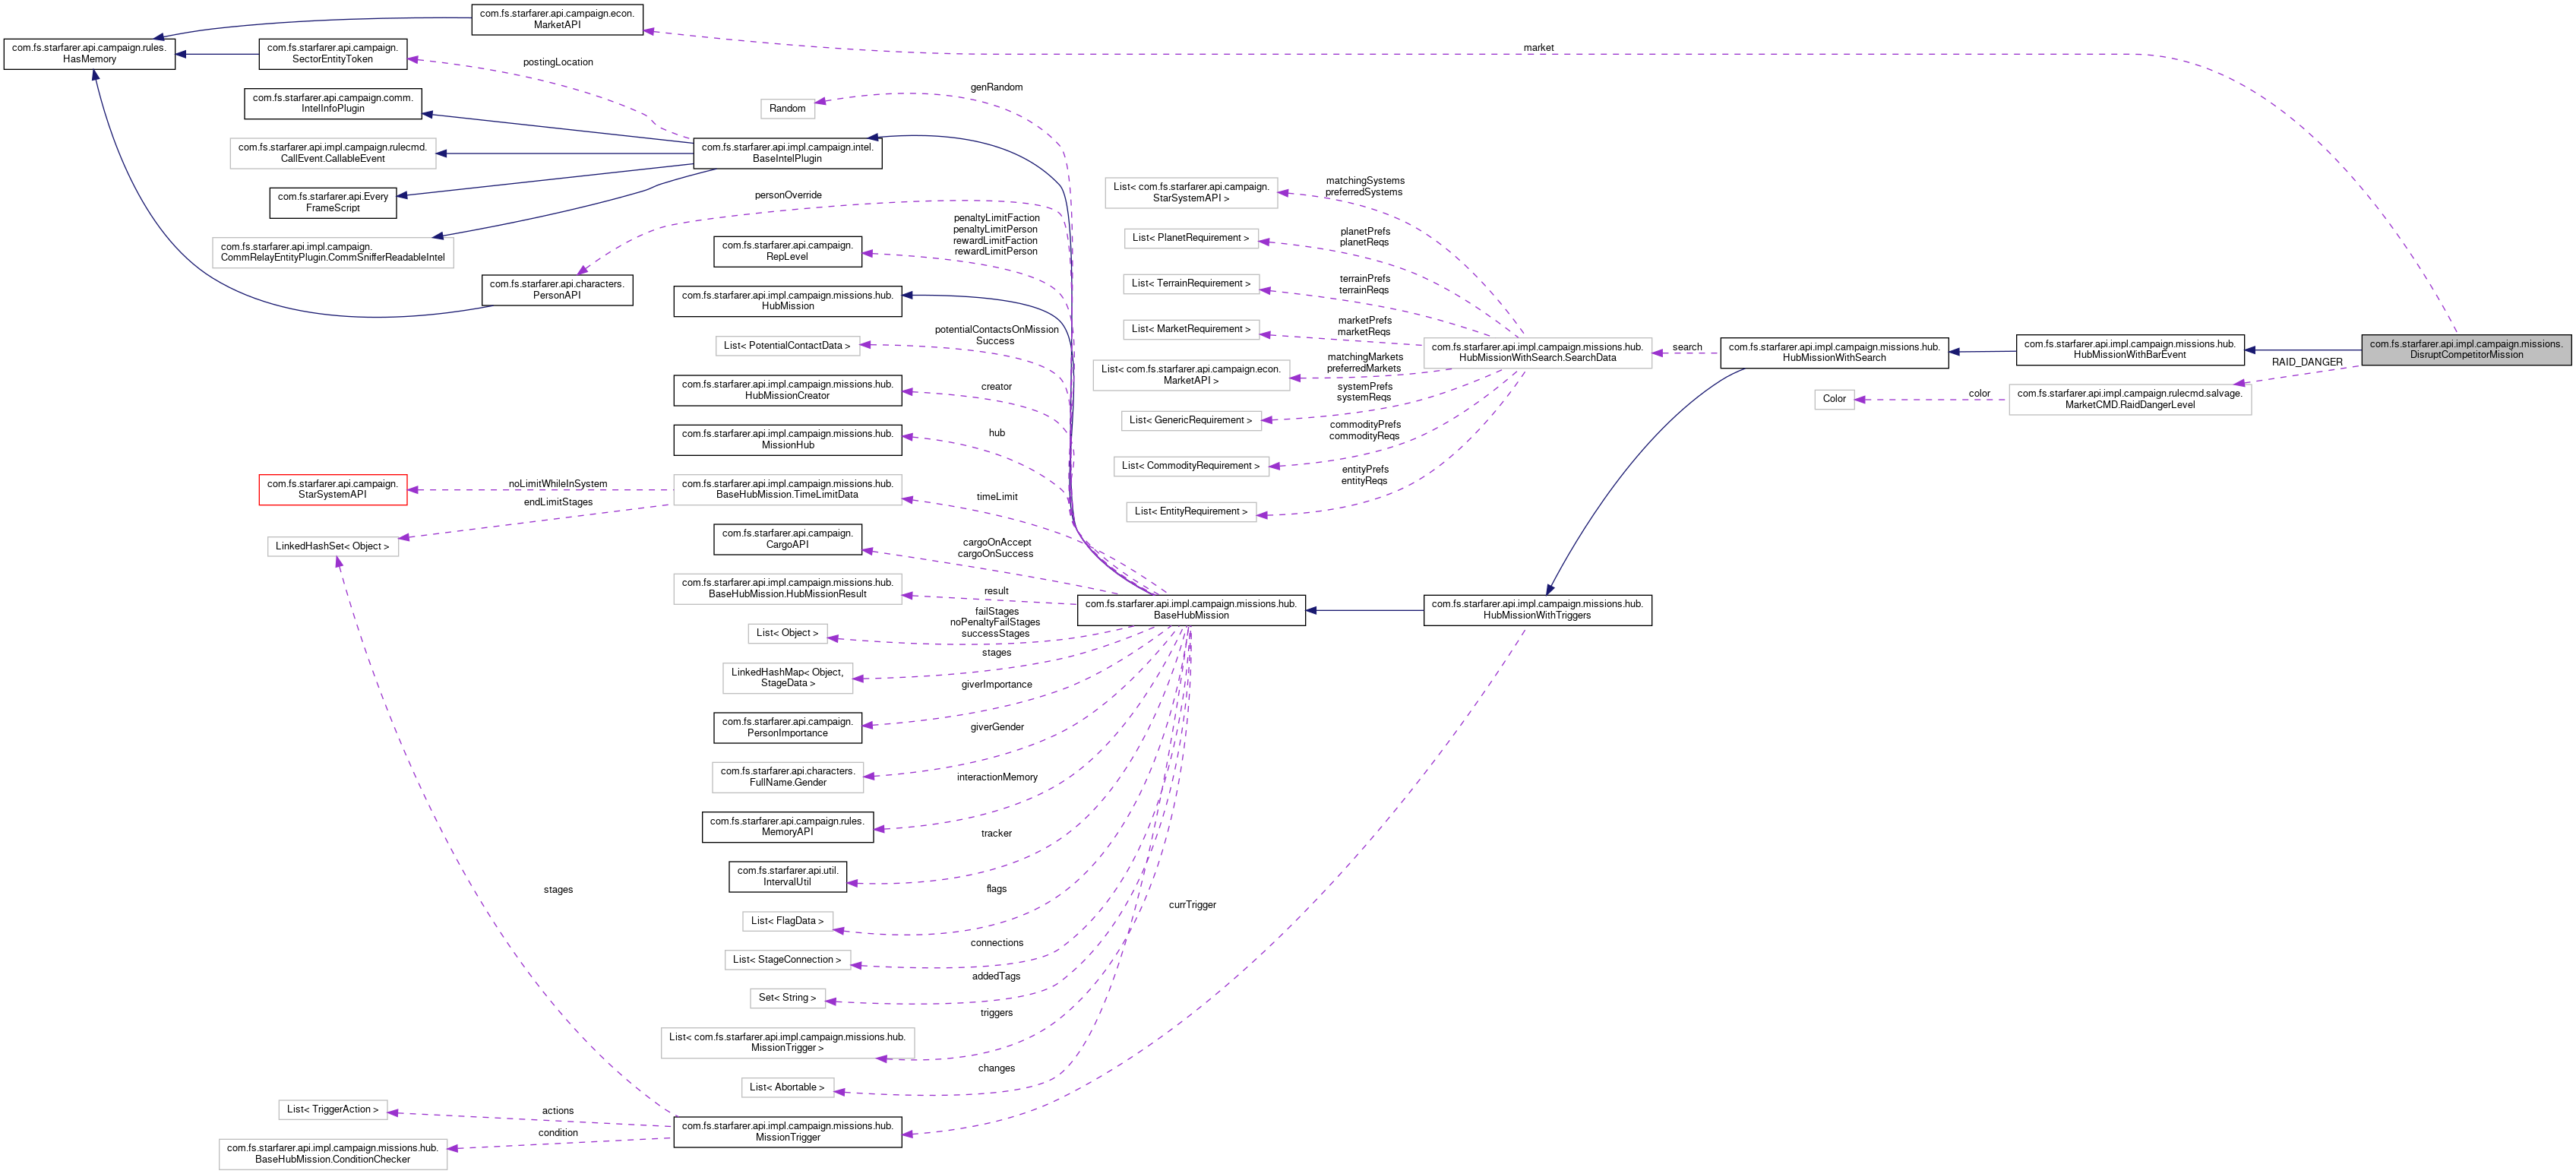 com.fs.starfarer.api.campaign.econ.
MarketAPI
com.fs.starfarer.api.campaign.rules.
HasMemory
com.fs.starfarer.api.campaign.
SectorEntityToken
market
postingLocation
genRandom
Random
com.fs.starfarer.api.campaign.comm.
IntelInfoPlugin
com.fs.starfarer.api.impl.campaign.rulecmd.
CallEvent.CallableEvent
com.fs.starfarer.api.impl.campaign.intel.
BaseIntelPlugin
com.fs.starfarer.api.Every
FrameScript
personOverride
com.fs.starfarer.api.impl.campaign.
CommRelayEntityPlugin.CommSnifferReadableIntel
com.fs.starfarer.api.characters.
PersonAPI
penaltyLimitFaction
penaltyLimitPerson
rewardLimitFaction
rewardLimitPerson
com.fs.starfarer.api.campaign.
RepLevel
com.fs.starfarer.api.impl.campaign.missions.hub.
HubMission
potentialContactsOnMission
Success
List< PotentialContactData >
creator
com.fs.starfarer.api.impl.campaign.missions.hub.
HubMissionCreator
hub
com.fs.starfarer.api.impl.campaign.missions.hub.
MissionHub
com.fs.starfarer.api.campaign.
StarSystemAPI
noLimitWhileInSystem
endLimitStages
com.fs.starfarer.api.impl.campaign.missions.hub.
BaseHubMission.TimeLimitData
timeLimit
LinkedHashSet< Object >
com.fs.starfarer.api.campaign.
CargoAPI
cargoOnAccept
cargoOnSuccess
com.fs.starfarer.api.impl.campaign.missions.hub.
BaseHubMission.HubMissionResult
result
List< Object >
failStages
noPenaltyFailStages
successStages
LinkedHashMap< Object,
StageData >
stages
com.fs.starfarer.api.campaign.
PersonImportance
giverImportance
com.fs.starfarer.api.characters.
FullName.Gender
giverGender
com.fs.starfarer.api.campaign.rules.
MemoryAPI
interactionMemory
com.fs.starfarer.api.util.
IntervalUtil
tracker
List< FlagData >
flags
List< StageConnection >
connections
Set< String >
addedTags
List< com.fs.starfarer.api.impl.campaign.missions.hub.
MissionTrigger >
triggers
List< Abortable >
changes
stages
List< TriggerAction >
actions
com.fs.starfarer.api.impl.campaign.missions.hub.
BaseHubMission.ConditionChecker
condition
com.fs.starfarer.api.impl.campaign.missions.hub.
MissionTrigger
currTrigger
com.fs.starfarer.api.impl.campaign.missions.hub.
BaseHubMission
com.fs.starfarer.api.impl.campaign.missions.hub.
HubMissionWithTriggers
List< com.fs.starfarer.api.campaign.
StarSystemAPI >
matchingSystems
preferredSystems
List< PlanetRequirement >
planetPrefs
planetReqs
List< TerrainRequirement >
terrainPrefs
terrainReqs
List< MarketRequirement >
marketPrefs
marketReqs
List< com.fs.starfarer.api.campaign.econ.
MarketAPI >
matchingMarkets
preferredMarkets
List< GenericRequirement >
systemPrefs
systemReqs
List< CommodityRequirement >
commodityPrefs
commodityReqs
List< EntityRequirement >
entityPrefs
entityReqs
com.fs.starfarer.api.impl.campaign.missions.hub.
HubMissionWithSearch.SearchData
search
com.fs.starfarer.api.impl.campaign.missions.hub.
HubMissionWithSearch
com.fs.starfarer.api.impl.campaign.missions.hub.
HubMissionWithBarEvent
com.fs.starfarer.api.impl.campaign.missions.
DisruptCompetitorMission
RAID_DANGER
Color
color
com.fs.starfarer.api.impl.campaign.rulecmd.salvage.
MarketCMD.RaidDangerLevel